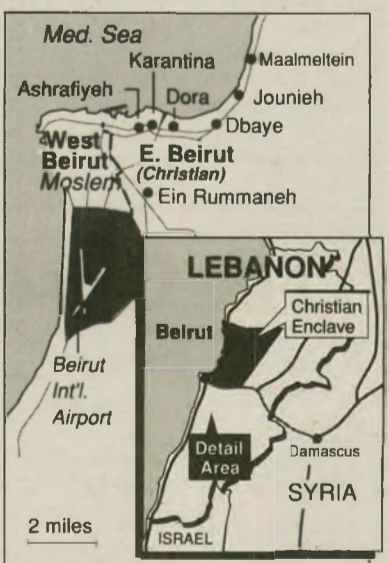 Med. Sea
Karantina
Maalmeltein
Ashrafiyeh
Dora
Jounieh
Dbaye
West
Beirut
Moslem
E. Beirut
(Christian)
Ein Rummaneh
Beirut
Int'l.
Airport
2 miles
LEBANON
Christian
Enclave
Beirut
Detail
Area
Damascus
SYRIA
ISRAEL